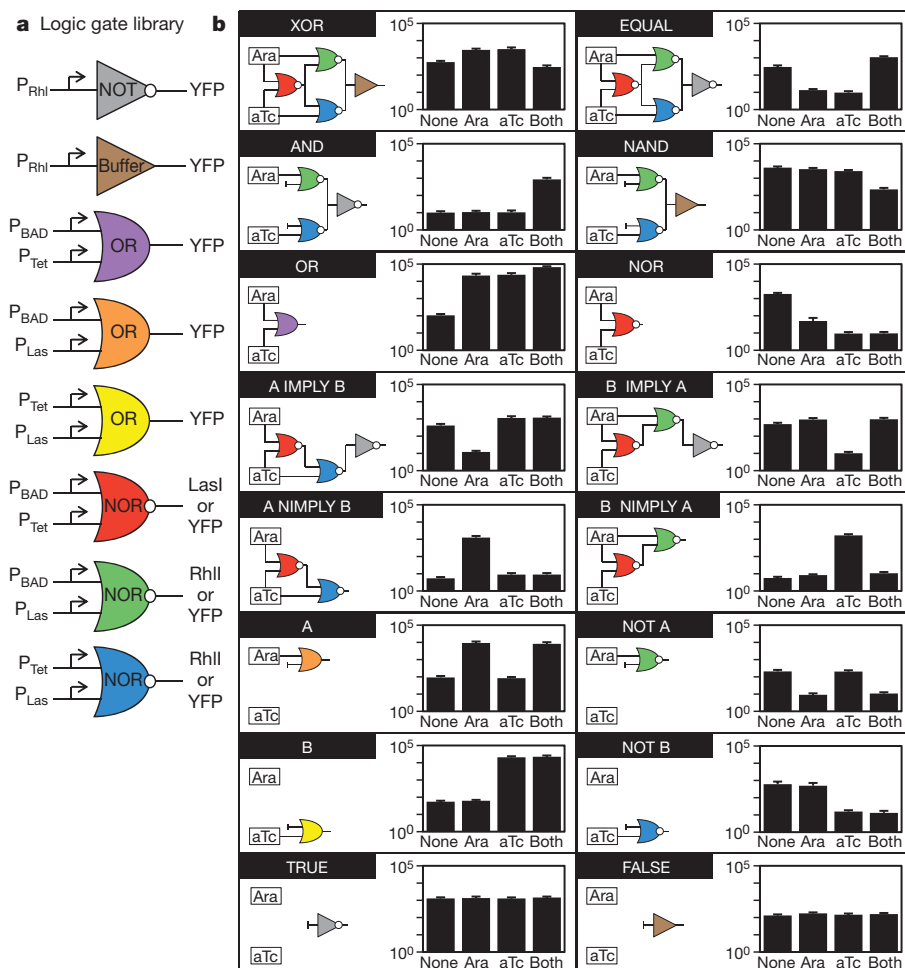 a Logic gate library
P_Rhl NOT YFP
P_Rhl Buffer YFP
P_BAD
P_Tet
OR YFP
P_BAD
P_Las
OR YFP
P_Tet
P_Las
OR YFP
P_BAD
P_Tet
NOR
LasI
or
YFP
P_BAD
P_Las
NOR
RhlI
or
YFP
P_Tet
P_Las
NOR
RhlI
or
YFP
b
XOR
Ara
aTc
10^5
10^0
None Ara aTc Both
EQUAL
Ara
aTc
10^5
10^0
None Ara aTc Both
AND
Ara
aTc
10^5
10^0
None Ara aTc Both
NAND
Ara
aTc
10^5
10^0
None Ara aTc Both
OR
Ara
aTc
10^5
10^0
None Ara aTc Both
NOR
Ara
aTc
10^5
10^0
None Ara aTc Both
A IMPLY B
Ara
aTc
10^5
10^0
None Ara aTc Both
B IMPLY A
Ara
aTc
10^5
10^0
None Ara aTc Both
A NIMPLY B
Ara
aTc
10^5
10^0
None Ara aTc Both
B NIMPLY A
Ara
aTc
10^5
10^0
None Ara aTc Both
A
Ara
aTc
10^5
10^0
None Ara aTc Both
NOT A
Ara
aTc
10^5
10^0
None Ara aTc Both
B
Ara
aTc
10^5
10^0
None Ara aTc Both
NOT B
Ara
aTc
10^5
10^0
None Ara aTc Both
TRUE
Ara
aTc
10^5
10^0
None Ara aTc Both
FALSE
Ara
aTc
10^5
10^0
None Ara aTc Both